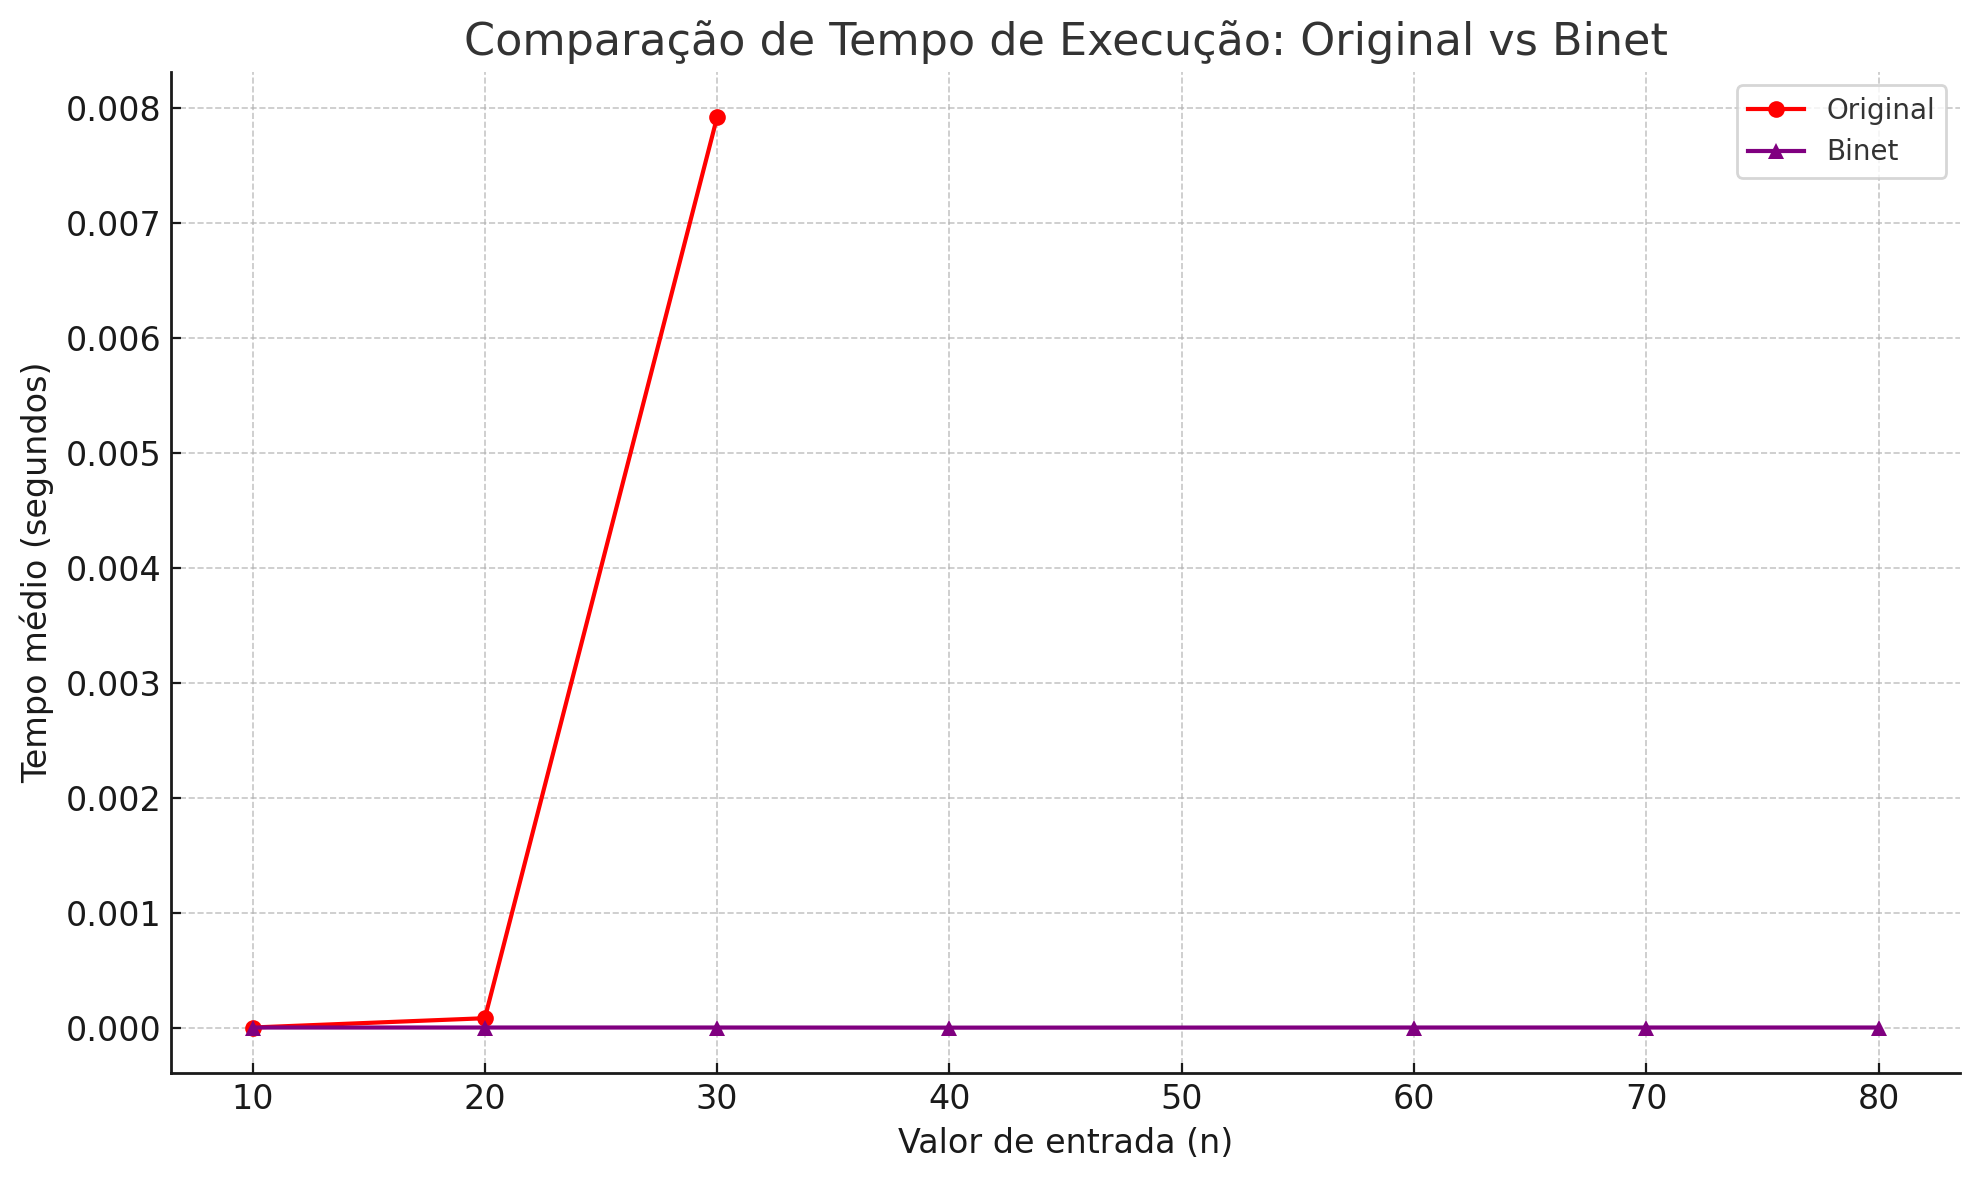 Comparação de Tempo de Execução: Original vs Binet
Original
Binet
Tempo médio (segundos)
0.008
0.007
0.006
0.005
0.004
0.003
0.002
0.001
0.000
10 20 30 40 50 60 70 80
Valor de entrada (n)